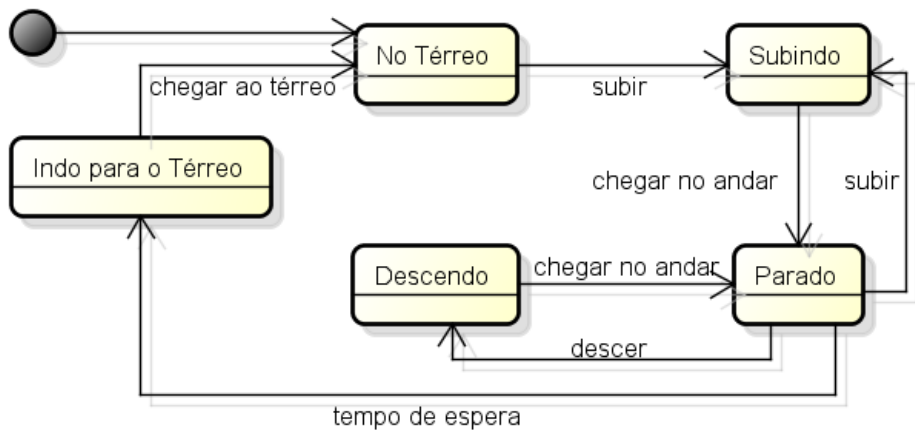 No Térreo
Subindo
chegar ao térreo
subir
Indo para o Térreo
chegar no andar
subir
Descendo
chegar no andar
Parado
descer
tempo de espera